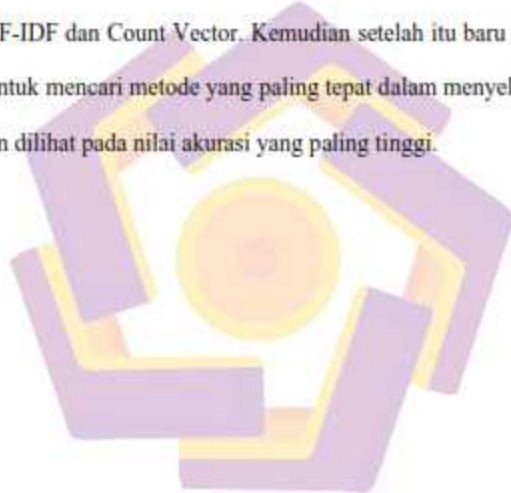 F-IDF dan Count Vector. Kemudian setelah itu baru
ntuk mencari metode yang paling tepat dalam menyel
n dilihat pada nilai akurasi yang paling tinggi.